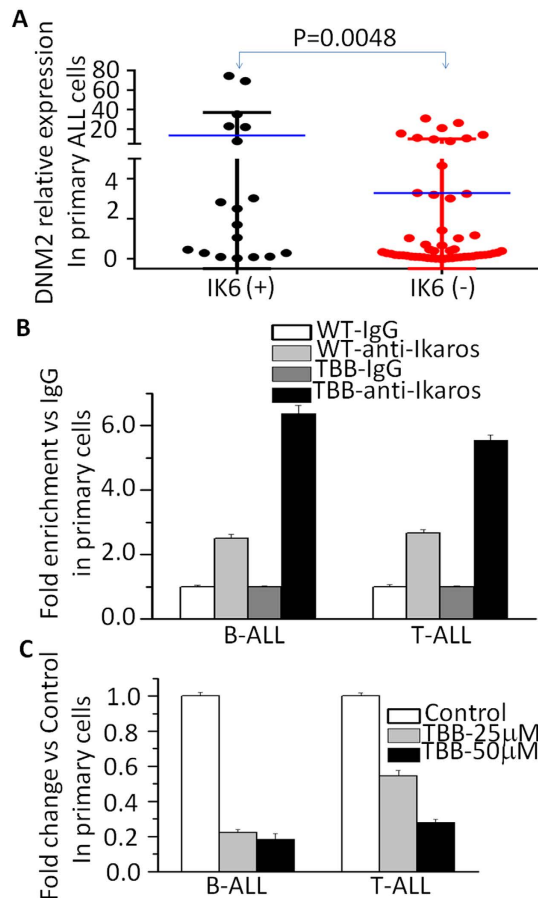 A
P=0.0048
DNM2 relative expression
In primary ALL cells
80
60
40
20
4
2
0
IK6 (+)
IK6 (-)
B
WT-IgG
WT-anti-Ikaros
TBB-IgG
TBB-anti-Ikaros
Fold enrichment vs IgG
in primary cells
6.0
4.0
2.0
0.0
B-ALL
T-ALL
C
Control
TBB-25µM
TBB-50µM
Fold change vs Control
In primary cells
1.0
0.8
0.6
0.4
0.2
0.0
B-ALL
T-ALL